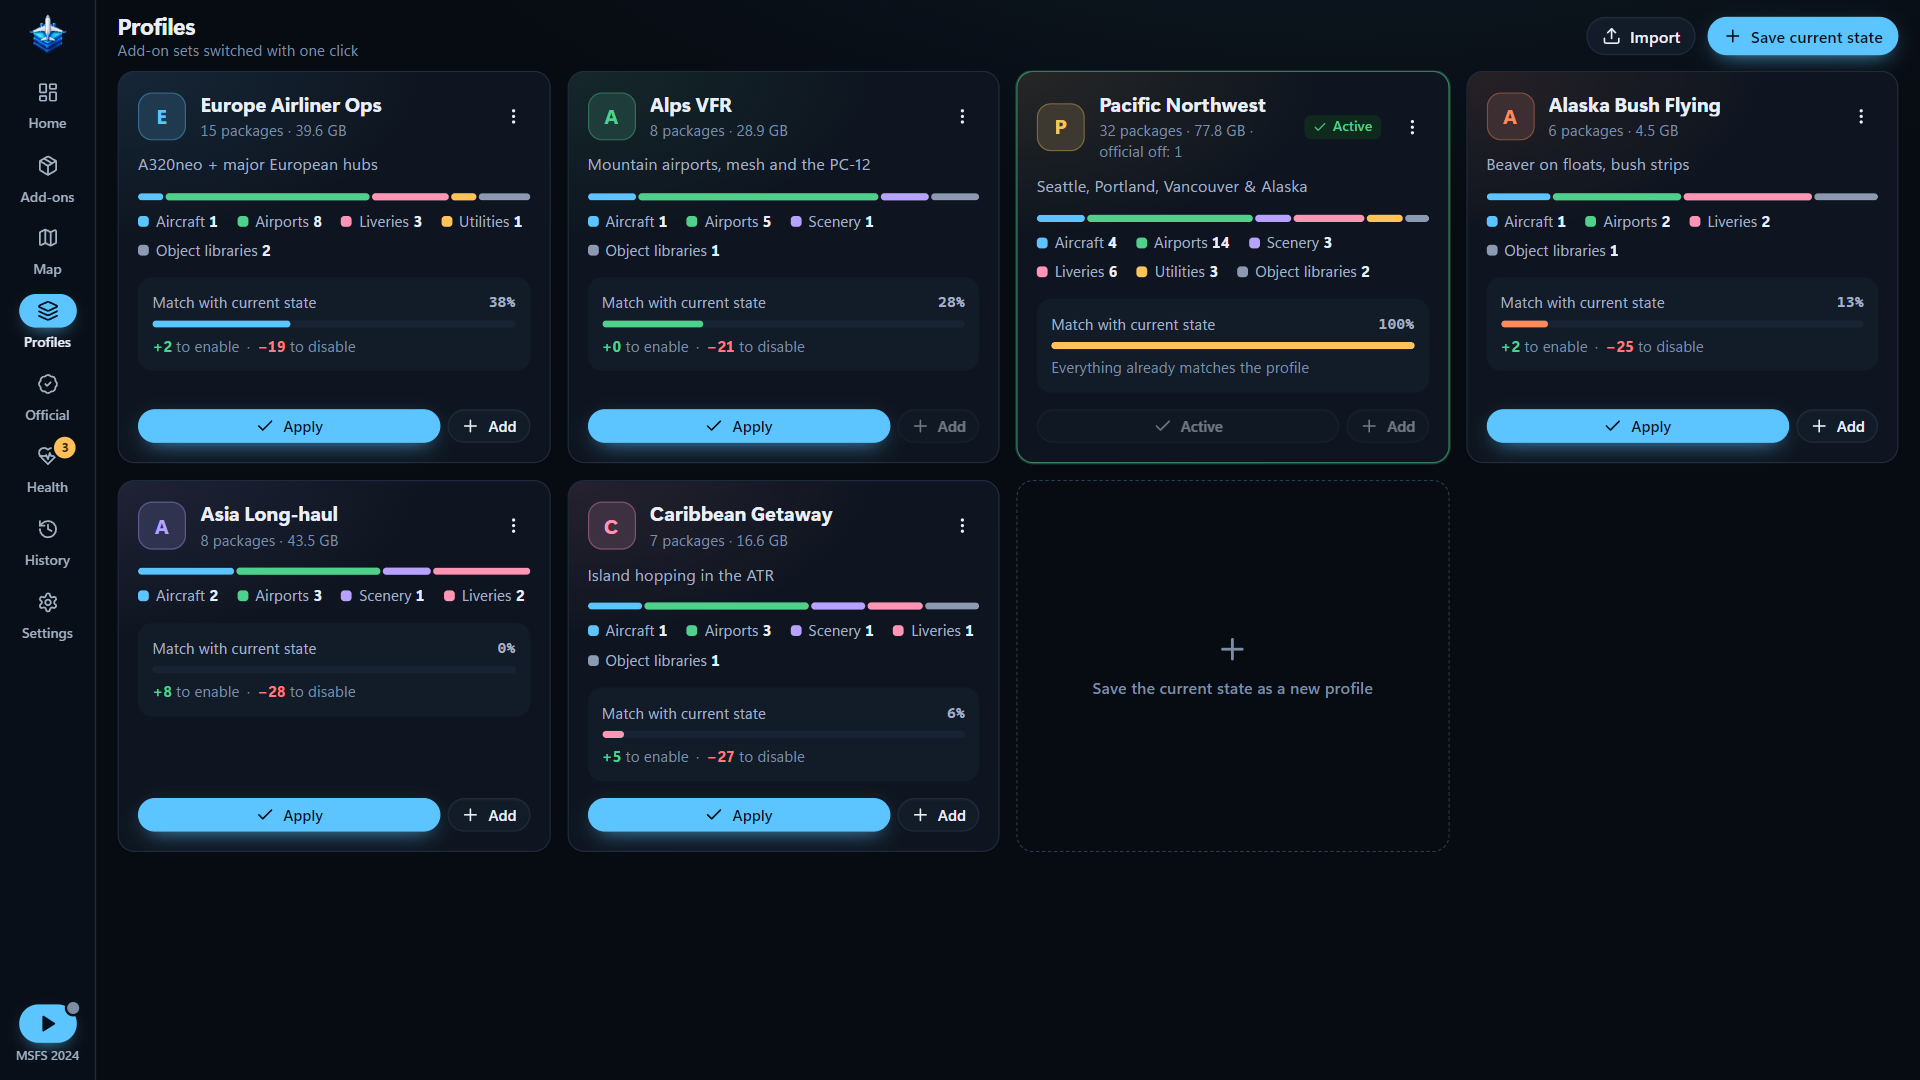 Profiles
Add-on sets switched with one click
Import
Save current state
Home
Add-ons
Map
Profiles
Official
3
Health
History
Settings
MSFS 2024
E
Europe Airliner Ops
15 packages · 39.6 GB
A320neo + major European hubs
Aircraft 1 Airports 8 Liveries 3 Utilities 1
Object libraries 2
Match with current state 38%
+2 to enable · −19 to disable
Apply Add
A
Alps VFR
8 packages · 28.9 GB
Mountain airports, mesh and the PC-12
Aircraft 1 Airports 5 Scenery 1
Object libraries 1
Match with current state 28%
+0 to enable · −21 to disable
Apply Add
P
Pacific Northwest
32 packages · 77.8 GB ·
official off: 1
Active
Seattle, Portland, Vancouver & Alaska
Aircraft 4 Airports 14 Scenery 3
Liveries 6 Utilities 3 Object libraries 2
Match with current state 100%
Everything already matches the profile
Active Add
A
Alaska Bush Flying
6 packages · 4.5 GB
Beaver on floats, bush strips
Aircraft 1 Airports 2 Liveries 2
Object libraries 1
Match with current state 13%
+2 to enable · −25 to disable
Apply Add
A
Asia Long-haul
8 packages · 43.5 GB
Aircraft 2 Airports 3 Scenery 1 Liveries 2
Match with current state 0%
+8 to enable · −28 to disable
Apply Add
C
Caribbean Getaway
7 packages · 16.6 GB
Island hopping in the ATR
Aircraft 1 Airports 3 Scenery 1 Liveries 1
Object libraries 1
Match with current state 6%
+5 to enable · −27 to disable
Apply Add
Save the current state as a new profile